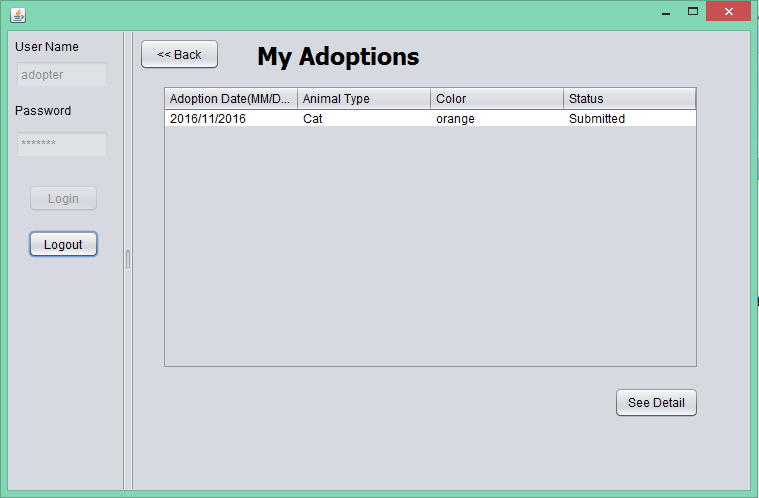 User Name
adopter
Password
*******
Login
Logout
<< Back
My Adoptions
Adoption Date(MM/D... Animal Type Color Status
2016/11/2016 Cat orange Submitted
See Detail